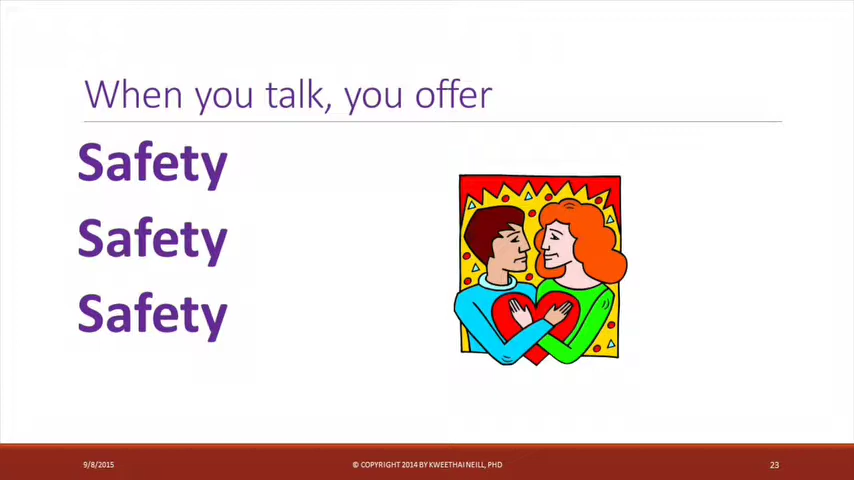 When you talk, you offer
Safety
Safety
Safety
9/8/2015
© COPYRIGHT 2014 BY KWEETHAI NEILL, PHD
23